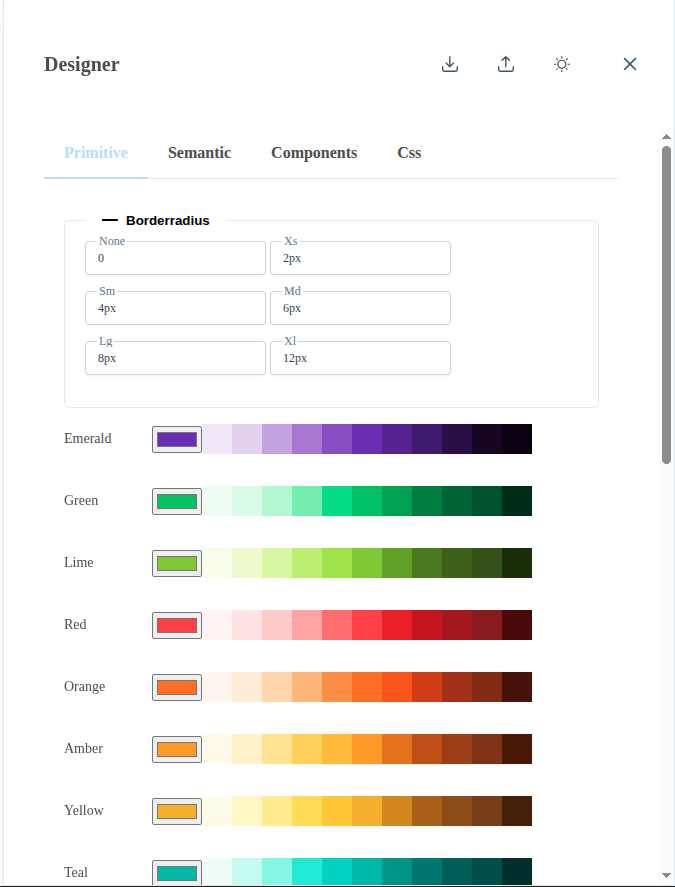 Designer
Primitive Semantic Components Css
Borderradius
None Xs
0 2px
Sm Md
4px 6px
Lg Xl
8px 12px
Emerald
Green
Lime
Red
Orange
Amber
Yellow
Teal